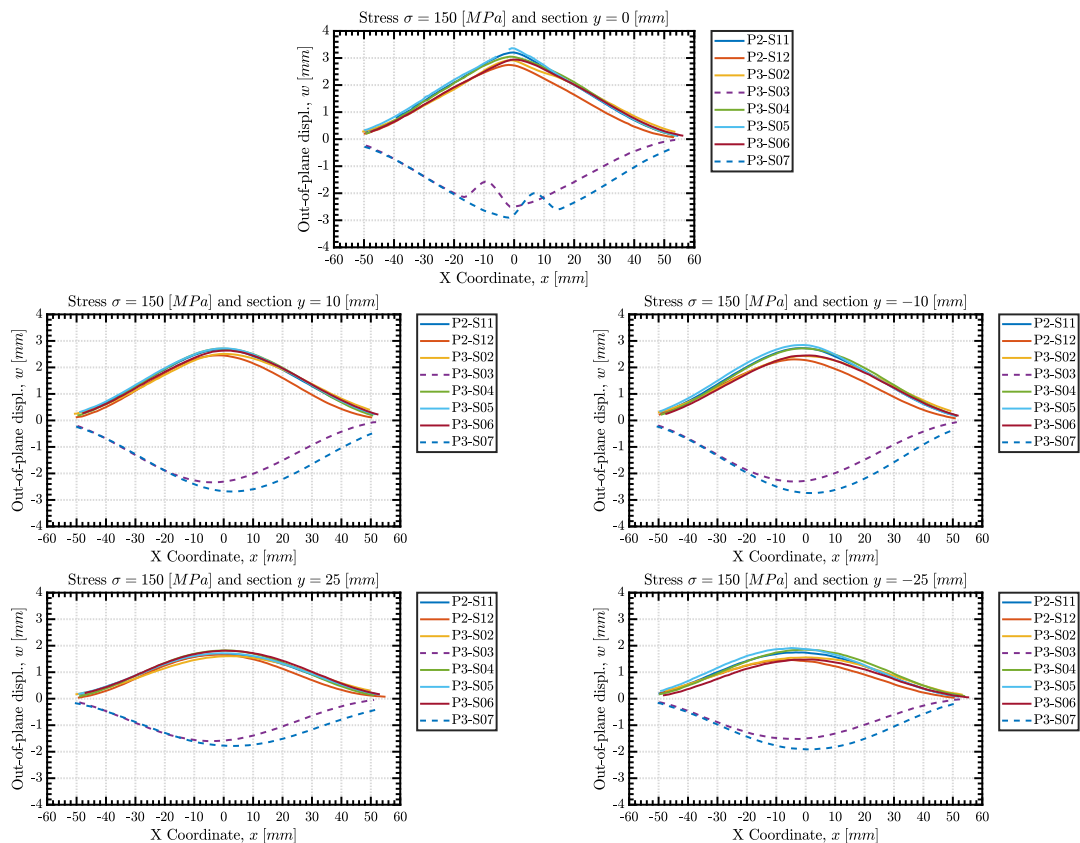 Stress σ = 150 [MPa] and section y = 0 [mm]
Out-of-plane displ., w [mm]
4
3
2
1
0
-1
-2
-3
-4
-60 -50 -40 -30 -20 -10 0 10 20 30 40 50 60
X Coordinate, x [mm]
P2-S11
P2-S12
P3-S02
P3-S03
P3-S04
P3-S05
P3-S06
P3-S07
Stress σ = 150 [MPa] and section y = 10 [mm]
Out-of-plane displ., w [mm]
4
3
2
1
0
-1
-2
-3
-4
-60 -50 -40 -30 -20 -10 0 10 20 30 40 50 60
X Coordinate, x [mm]
P2-S11
P2-S12
P3-S02
P3-S03
P3-S04
P3-S05
P3-S06
P3-S07
Stress σ = 150 [MPa] and section y = −10 [mm]
Out-of-plane displ., w [mm]
4
3
2
1
0
-1
-2
-3
-4
-60 -50 -40 -30 -20 -10 0 10 20 30 40 50 60
X Coordinate, x [mm]
P2-S11
P2-S12
P3-S02
P3-S03
P3-S04
P3-S05
P3-S06
P3-S07
Stress σ = 150 [MPa] and section y = 25 [mm]
Out-of-plane displ., w [mm]
4
3
2
1
0
-1
-2
-3
-4
-60 -50 -40 -30 -20 -10 0 10 20 30 40 50 60
X Coordinate, x [mm]
P2-S11
P2-S12
P3-S02
P3-S03
P3-S04
P3-S05
P3-S06
P3-S07
Stress σ = 150 [MPa] and section y = −25 [mm]
Out-of-plane displ., w [mm]
4
3
2
1
0
-1
-2
-3
-4
-60 -50 -40 -30 -20 -10 0 10 20 30 40 50 60
X Coordinate, x [mm]
P2-S11
P2-S12
P3-S02
P3-S03
P3-S04
P3-S05
P3-S06
P3-S07